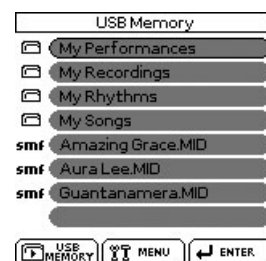 USB Memory
My Performances
My Recordings
My Rhythms
My Songs
smf Amazing Grace.MID
smf Aura Lee.MID
smf Guantanamera.MID
USB MEMORY MENU ENTER